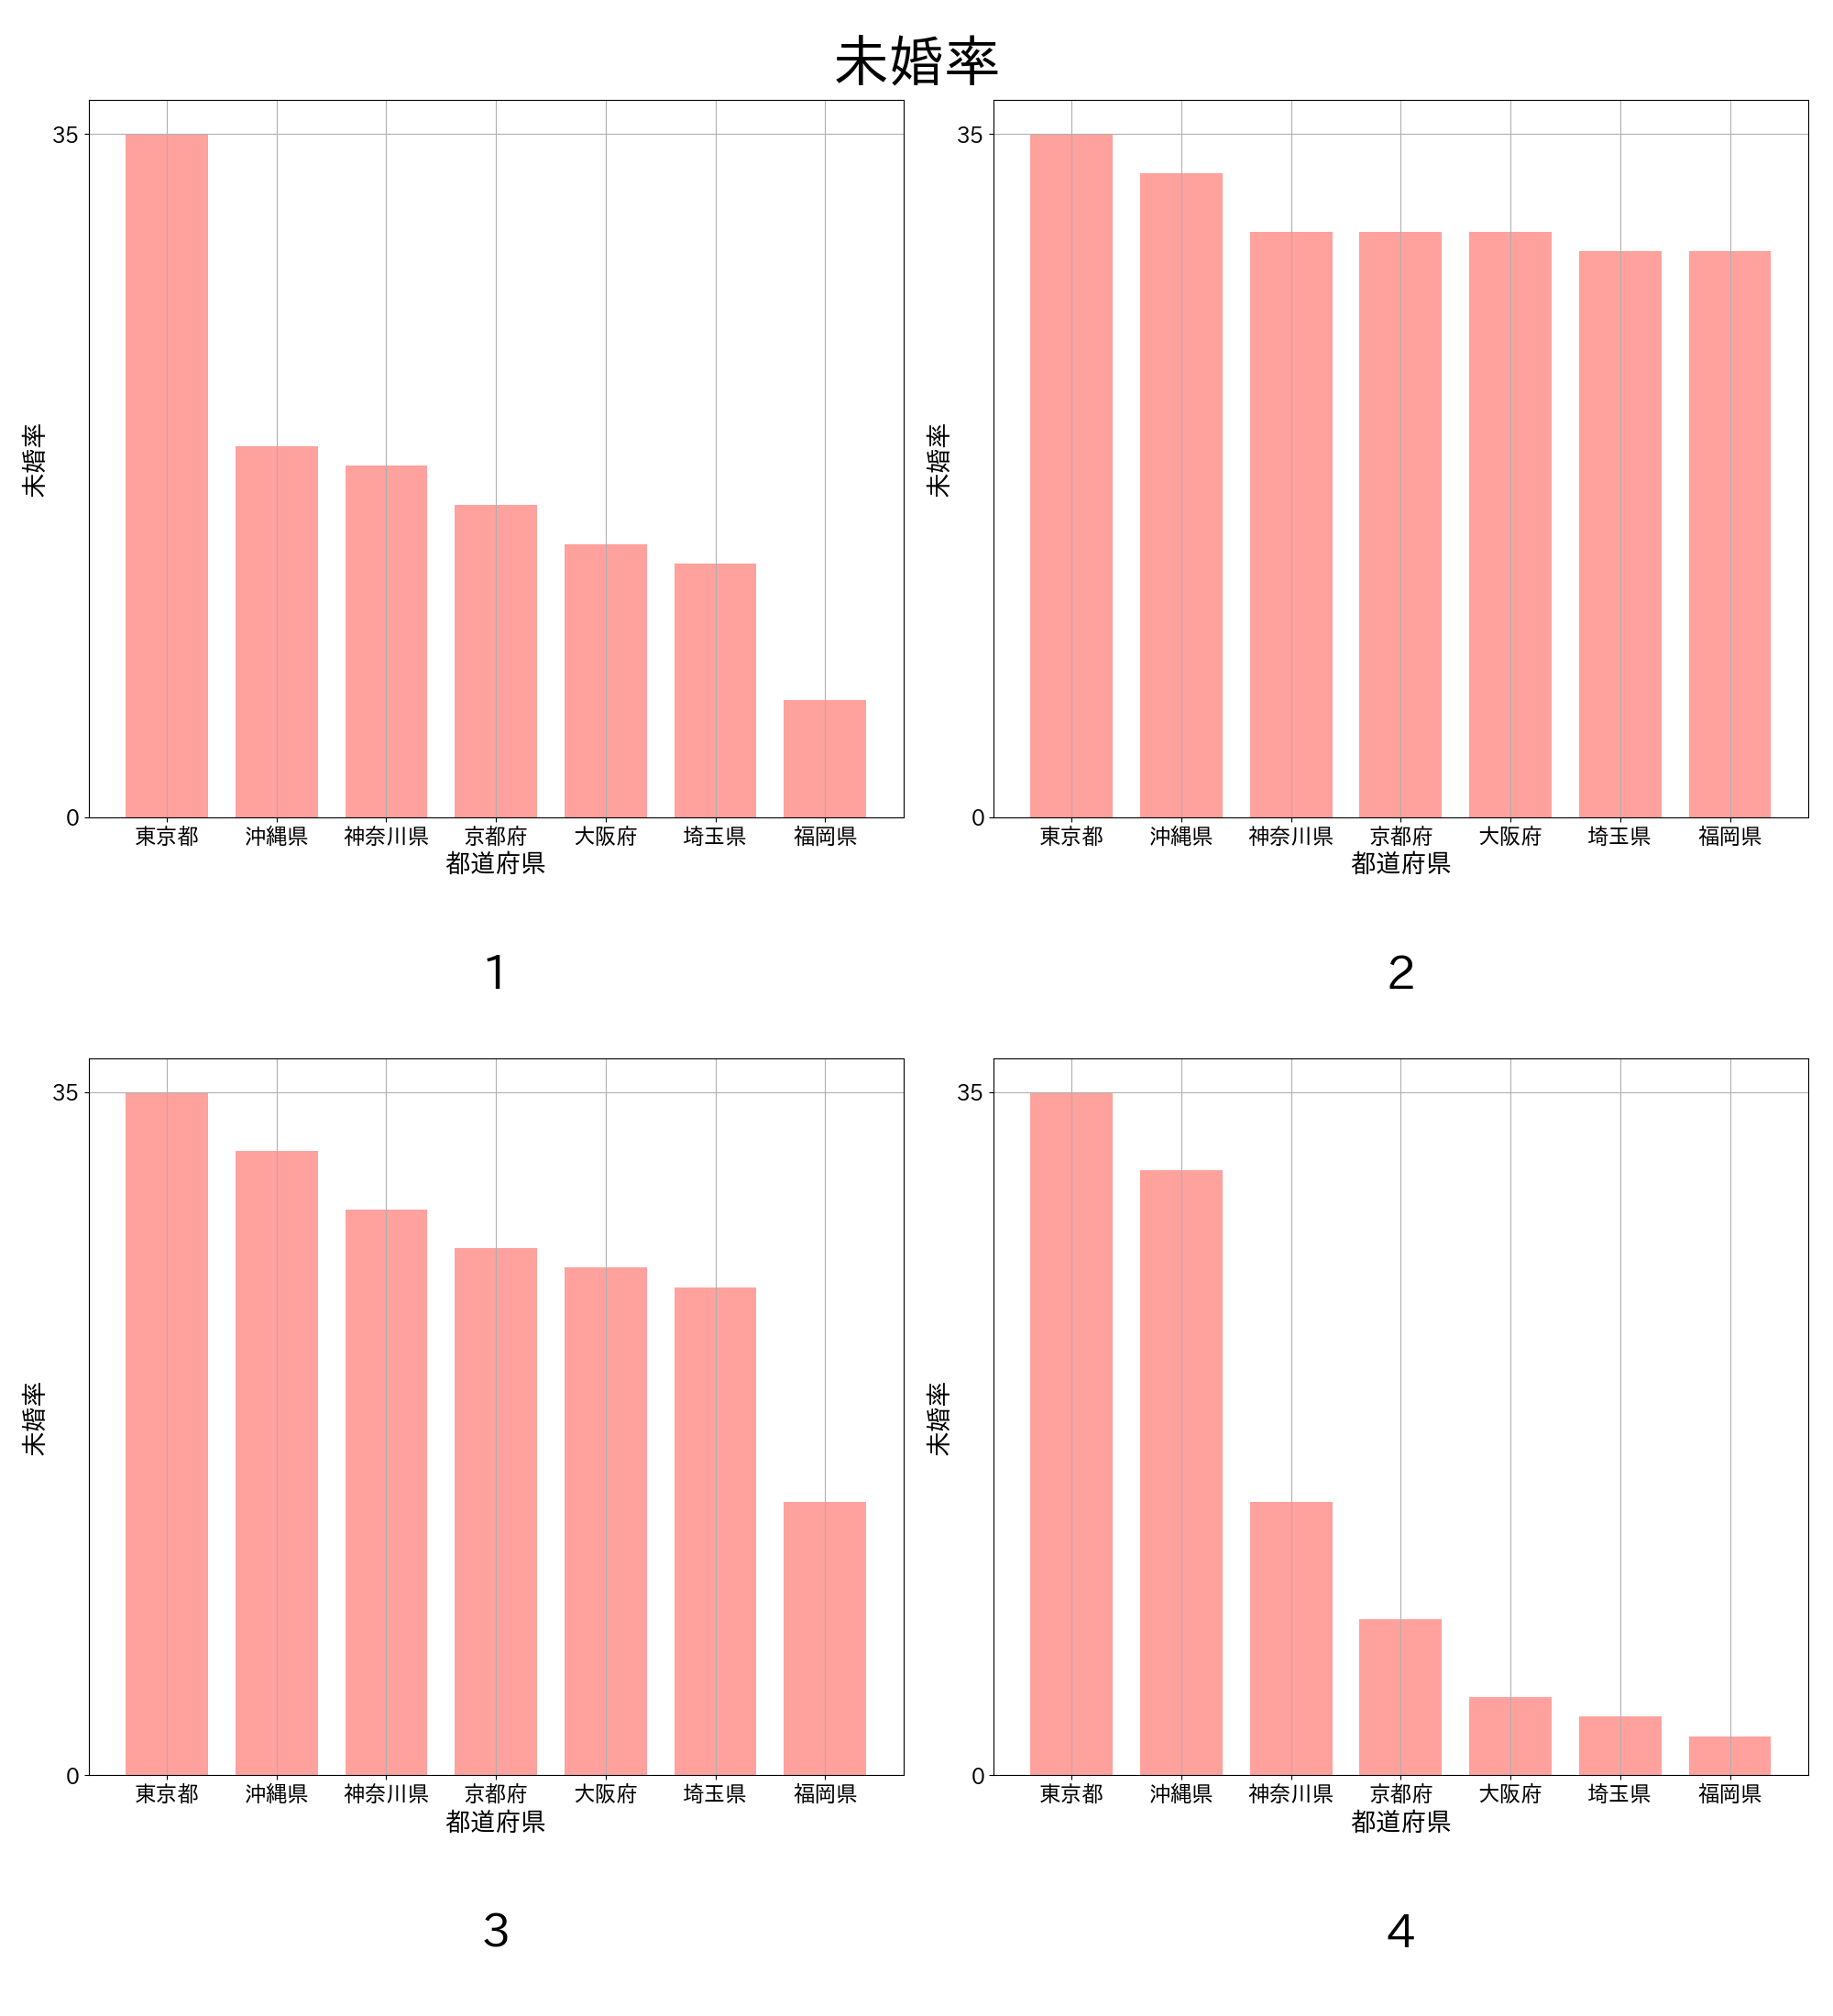 未婚率
35
0
未婚率
東京都 沖縄県 神奈川県 京都府 大阪府 埼玉県 福岡県
都道府県
1
35
0
未婚率
東京都 沖縄県 神奈川県 京都府 大阪府 埼玉県 福岡県
都道府県
2
35
0
未婚率
東京都 沖縄県 神奈川県 京都府 大阪府 埼玉県 福岡県
都道府県
3
35
0
未婚率
東京都 沖縄県 神奈川県 京都府 大阪府 埼玉県 福岡県
都道府県
4